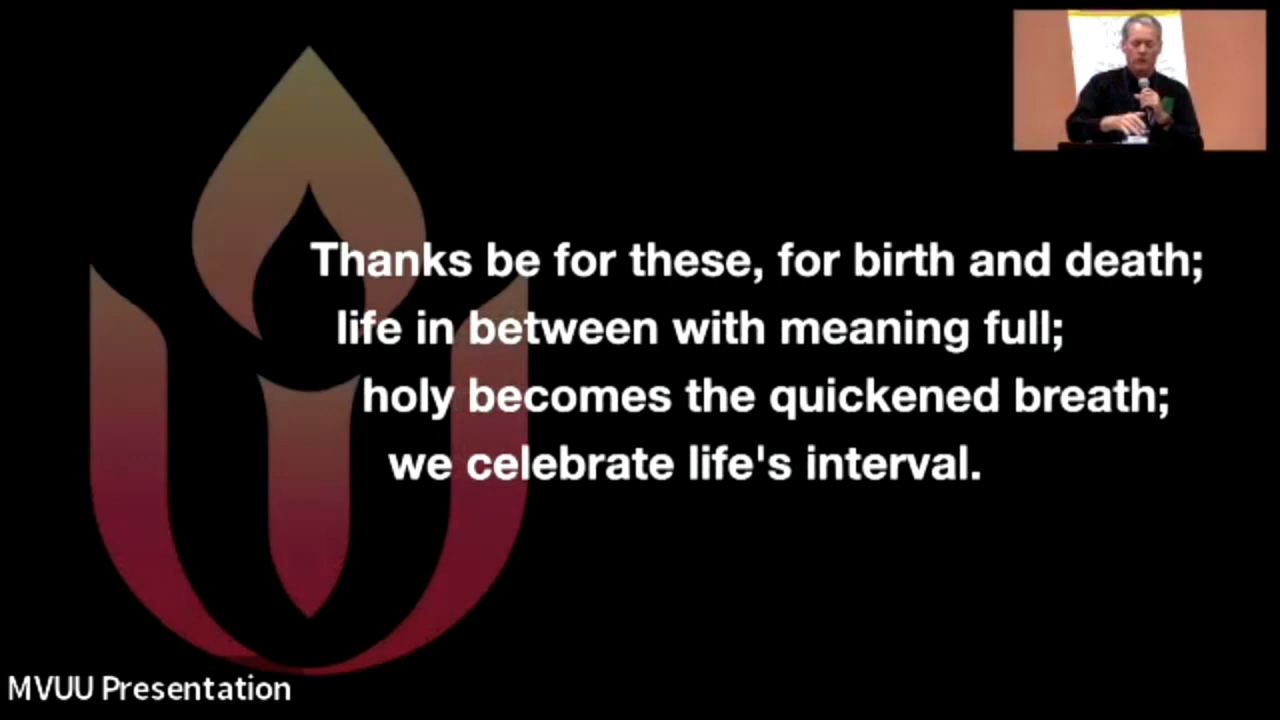 Thanks be for these, for birth and death;
life in between with meaning full;
holy becomes the quickened breath;
we celebrate life's interval.
MVUU Presentation